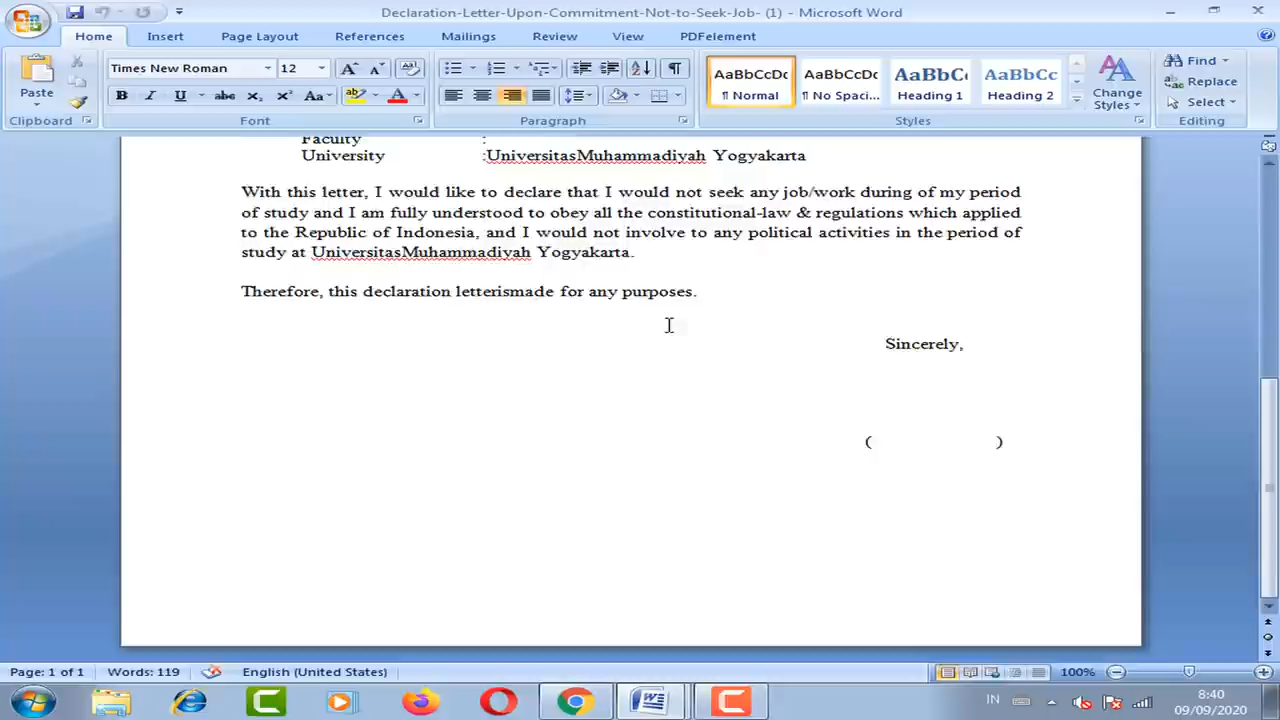 Declaration-Letter-Upon-Commitment-Not-to-Seek-Job- (1) - Microsoft Word
Home Insert Page Layout References Mailings Review View PDFelement
Paste
Clipboard
Times New Roman 12
B I U abc X₂ X² Aa A
Font
Paragraph
AaBbCcDc AaBbCcDc AaBbC AaBbCc
¶ Normal ¶ No Spaci... Heading 1 Heading 2
Change Styles
Styles
Find
Replace
Select
Editing
Faculty :
University :UniversitasMuhammadiyah Yogyakarta
With this letter, I would like to declare that I would not seek any job/work during of my period
of study and I am fully understood to obey all the constitutional-law & regulations which applied
to the Republic of Indonesia, and I would not involve to any political activities in the period of
study at UniversitasMuhammadiyah Yogyakarta.
Therefore, this declaration letterismade for any purposes.
Sincerely,
( )
Page: 1 of 1 Words: 119 English (United States) 100%
IN 8:40
09/09/2020